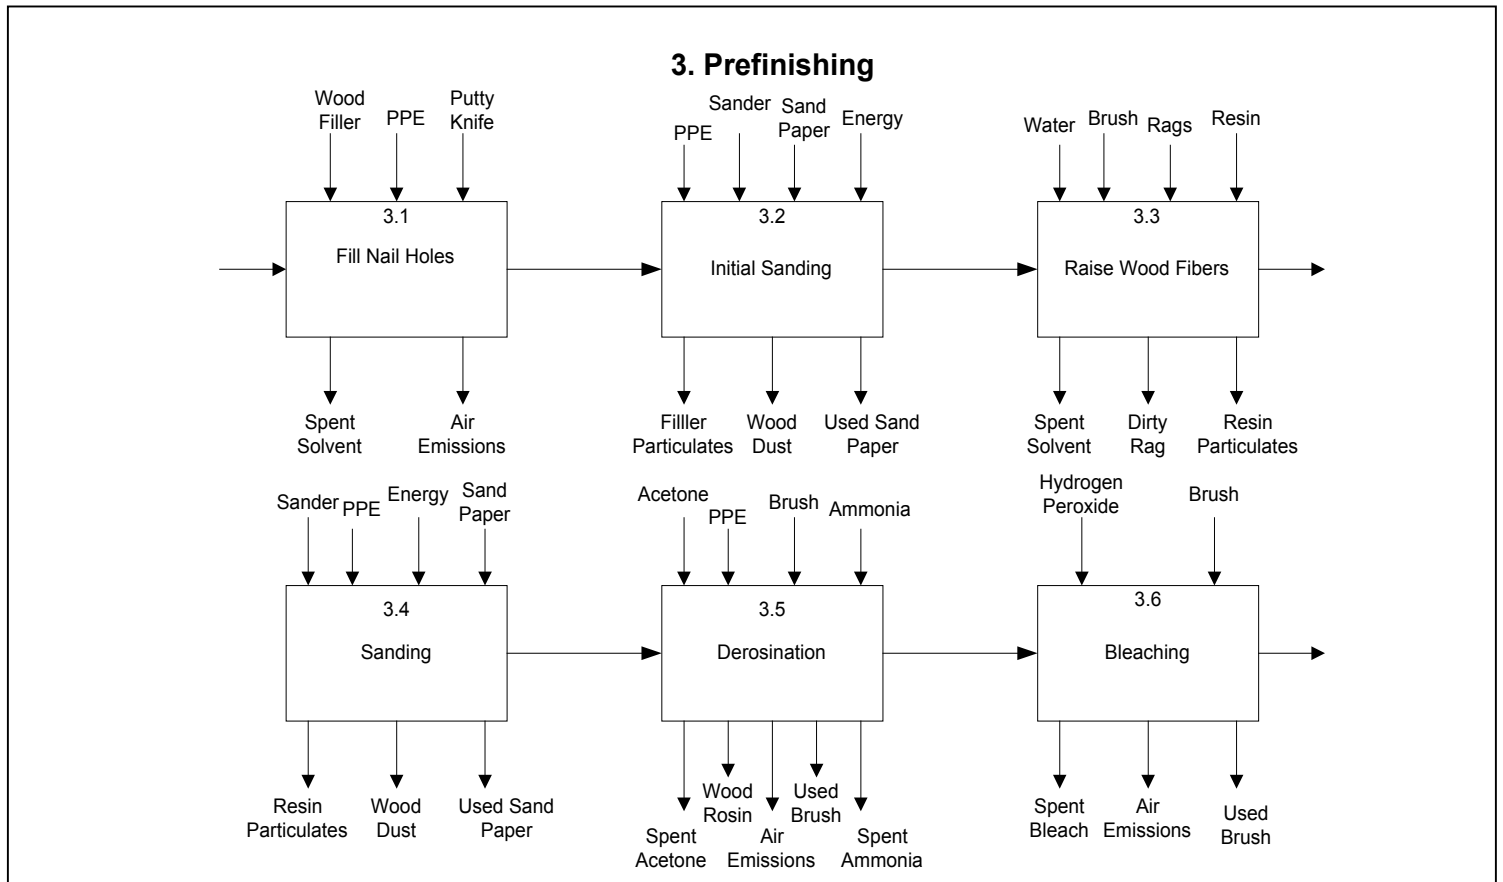 3. Prefinishing
Wood
Filler
PPE
Putty
Knife
3.1
Fill Nail Holes
Spent
Solvent
Air
Emissions
PPE
Sander
Sand
Paper
Energy
3.2
Initial Sanding
Filller
Particulates
Wood
Dust
Used Sand
Paper
Water
Brush
Rags
Resin
3.3
Raise Wood Fibers
Spent
Solvent
Dirty
Rag
Resin
Particulates
Sander
PPE
Energy
Sand
Paper
3.4
Sanding
Resin
Particulates
Wood
Dust
Used Sand
Paper
Acetone
PPE
Brush
Ammonia
3.5
Derosination
Spent
Acetone
Wood
Rosin
Air
Emissions
Used
Brush
Spent
Ammonia
Hydrogen
Peroxide
Brush
3.6
Bleaching
Spent
Bleach
Air
Emissions
Used
Brush